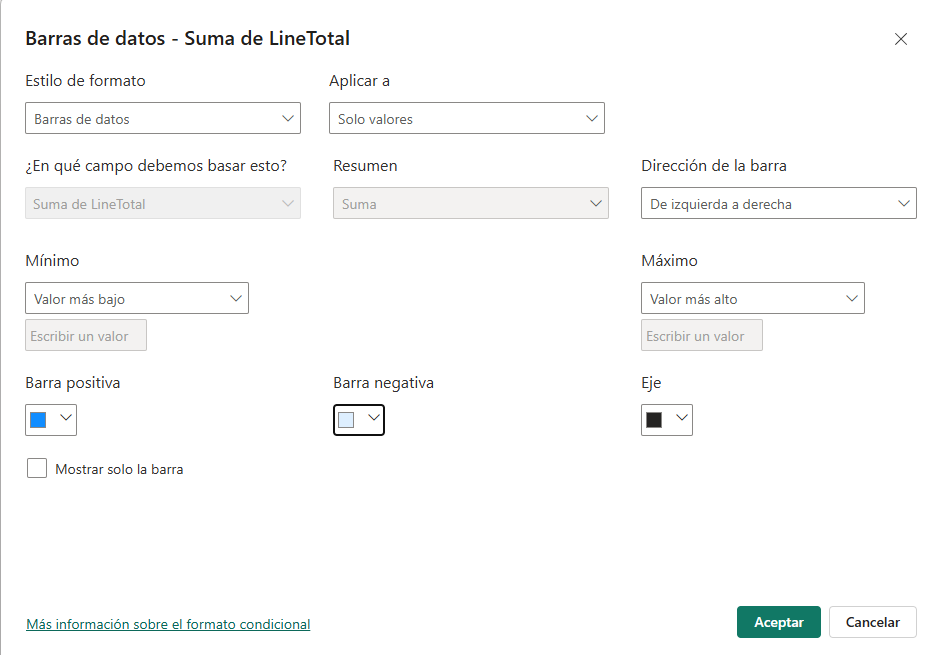 Barras de datos - Suma de LineTotal
Estilo de formato
Aplicar a
Barras de datos
Solo valores
¿En qué campo debemos basar esto?
Resumen
Dirección de la barra
Suma de LineTotal
Suma
De izquierda a derecha
Mínimo
Máximo
Valor más bajo
Valor más alto
Escribir un valor
Escribir un valor
Barra positiva
Barra negativa
Eje
Mostrar solo la barra
Más información sobre el formato condicional
Aceptar
Cancelar